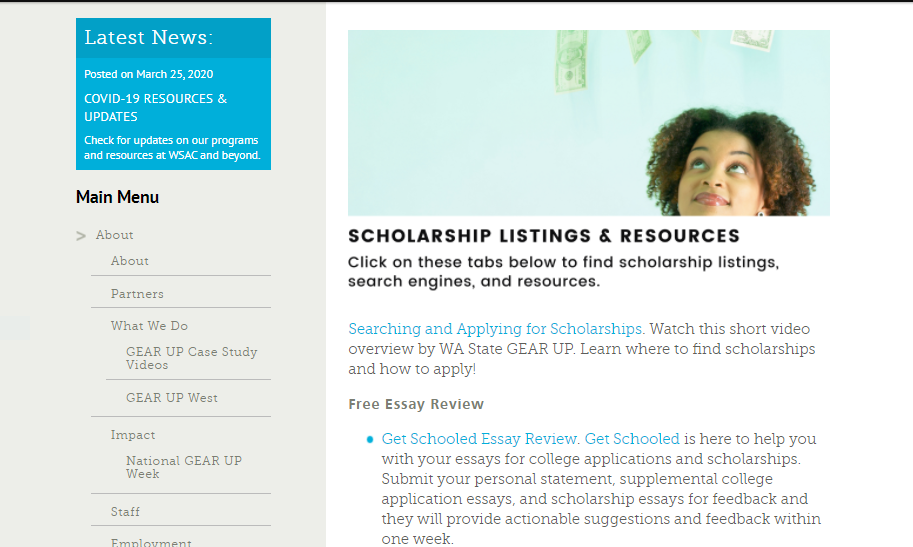 Latest News:
Posted on March 25, 2020
COVID-19 RESOURCES &
UPDATES
Check for updates on our programs
and resources at WSAC and beyond.
Main Menu
> About
About
Partners
What We Do
GEAR UP Case Study
Videos
GEAR UP West
Impact
National GEAR UP
Week
Staff
Employment
SCHOLARSHIP LISTINGS & RESOURCES
Click on these tabs below to find scholarship listings,
search engines, and resources.
Searching and Applying for Scholarships. Watch this short video
overview by WA State GEAR UP. Learn where to find scholarships
and how to apply!
Free Essay Review
Get Schooled Essay Review. Get Schooled is here to help you
with your essays for college applications and scholarships.
Submit your personal statement, supplemental college
application essays, and scholarship essays for feedback and
they will provide actionable suggestions and feedback within
one week.